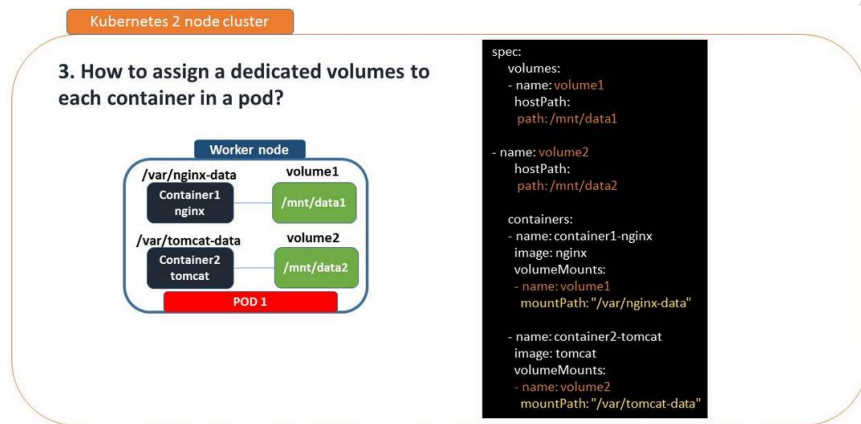 Kubernetes 2 node cluster
3. How to assign a dedicated volumes to
each container in a pod?
Worker node
/var/nginx-data
volume1
Container1
nginx
/mnt/data1
/var/tomcat-data
volume2
Container2
tomcat
/mnt/data2
POD 1
spec:
volumes:
- name: volume1
hostPath:
path: /mnt/data1
- name: volume2
hostPath:
path: /mnt/data2
containers:
- name: container1-nginx
image: nginx
volumeMounts:
- name: volume1
mountPath: "/var/nginx-data"
- name: container2-tomcat
image: tomcat
volumeMounts:
- name: volume2
mountPath: "/var/tomcat-data"